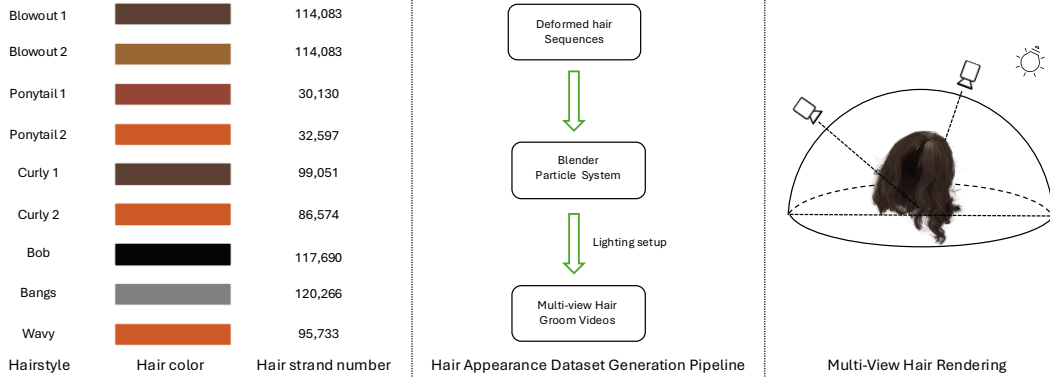 Blowout 1 114,083
Blowout 2 114,083
Ponytail 1 30,130
Ponytail 2 32,597
Curly 1 99,051
Curly 2 86,574
Bob 117,690
Bangs 120,266
Wavy 95,733
Hairstyle Hair color Hair strand number
Deformed hair
Sequences
Blender
Particle System
Lighting setup
Multi-view Hair
Groom Videos
Hair Appearance Dataset Generation Pipeline
Multi-View Hair Rendering